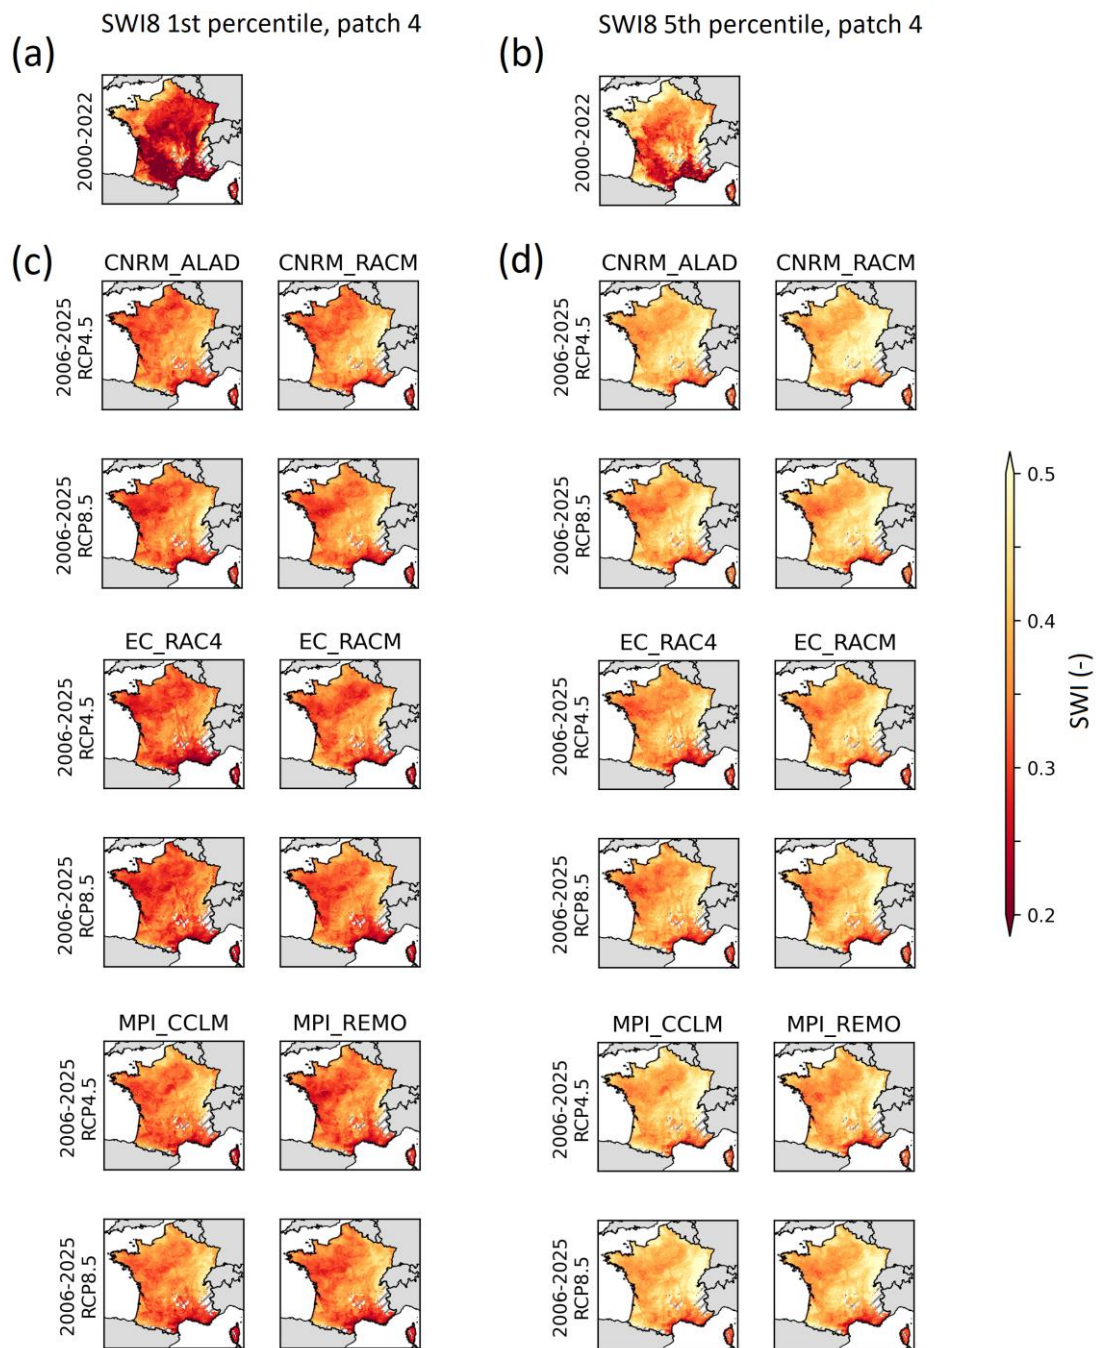 SWI8 1st percentile, patch 4
SWI8 5th percentile, patch 4
(a)
2000-2022
(b)
2000-2022
(c)
CNRM_ALAD
CNRM_RACM
2006-2025
RCP4.5
2006-2025
RCP8.5
EC_RAC4
EC_RACM
2006-2025
RCP4.5
2006-2025
RCP8.5
MPI_CCLM
MPI_REMO
2006-2025
RCP4.5
2006-2025
RCP8.5
(d)
CNRM_ALAD
CNRM_RACM
2006-2025
RCP4.5
2006-2025
RCP8.5
EC_RAC4
EC_RACM
2006-2025
RCP4.5
2006-2025
RCP8.5
MPI_CCLM
MPI_REMO
2006-2025
RCP4.5
2006-2025
RCP8.5
0.5
0.4
0.3
0.2
SWI (-)